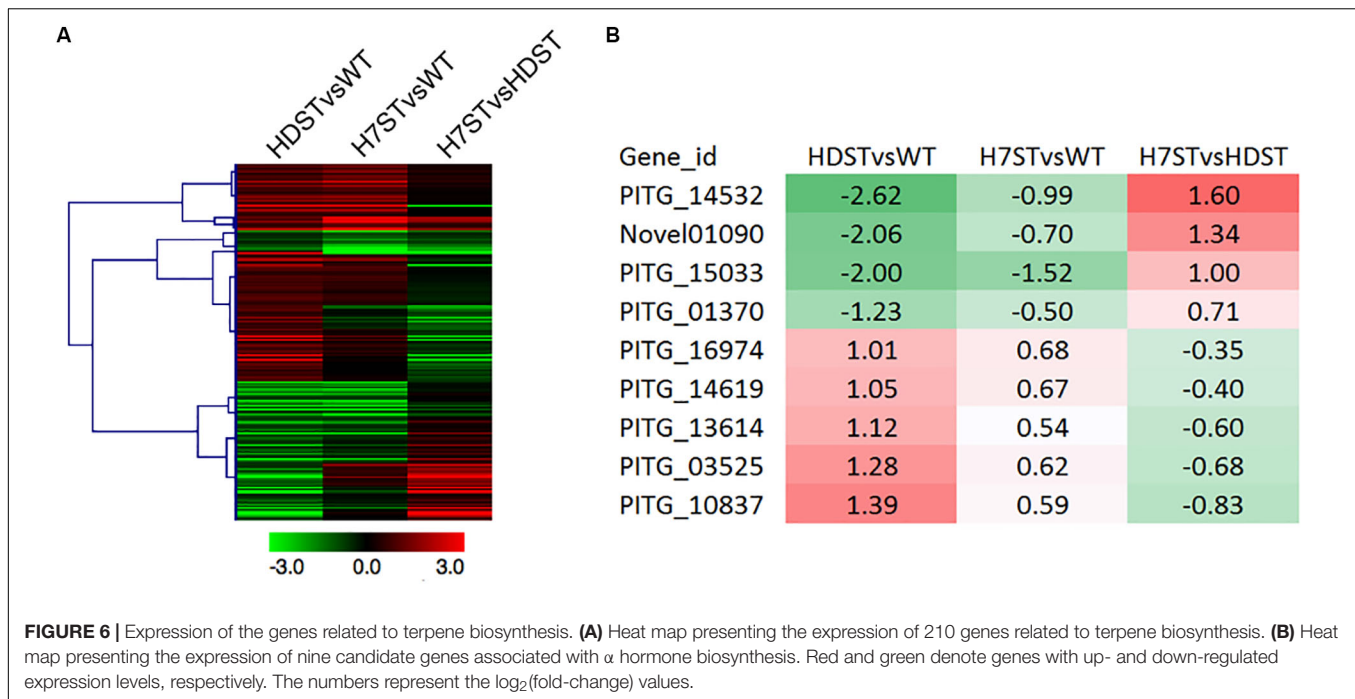 A
HDSTvsWT
H7STvsWT
H7STvsHDST
-3.0 0.0 3.0
B
Gene_id HDSTvsWT H7STvsWT H7STvsHDST
PITG_14532 -2.62 -0.99 1.60
Novel01090 -2.06 -0.70 1.34
PITG_15033 -2.00 -1.52 1.00
PITG_01370 -1.23 -0.50 0.71
PITG_16974 1.01 0.68 -0.35
PITG_14619 1.05 0.67 -0.40
PITG_13614 1.12 0.54 -0.60
PITG_03525 1.28 0.62 -0.68
PITG_10837 1.39 0.59 -0.83
FIGURE 6 | Expression of the genes related to terpene biosynthesis. (A) Heat map presenting the expression of 210 genes related to terpene biosynthesis. (B) Heat
map presenting the expression of nine candidate genes associated with α hormone biosynthesis. Red and green denote genes with up- and down-regulated
expression levels, respectively. The numbers represent the log₂(fold-change) values.